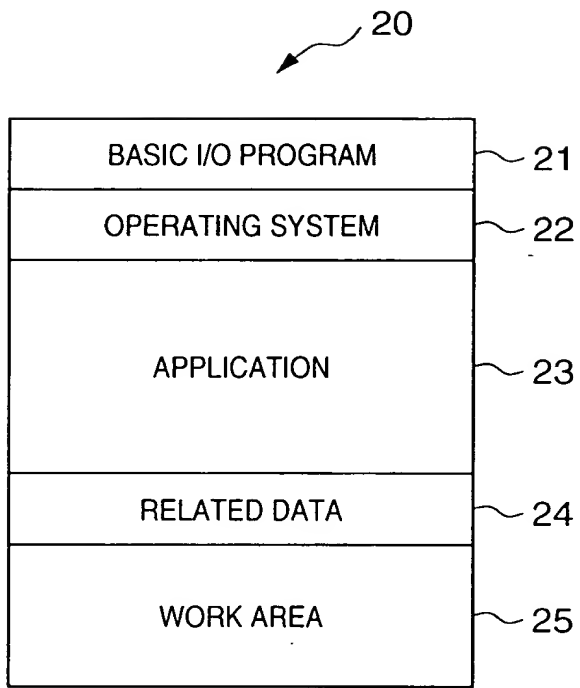 20
BASIC I/O PROGRAM 21
OPERATING SYSTEM 22
APPLICATION 23
RELATED DATA 24
WORK AREA 25